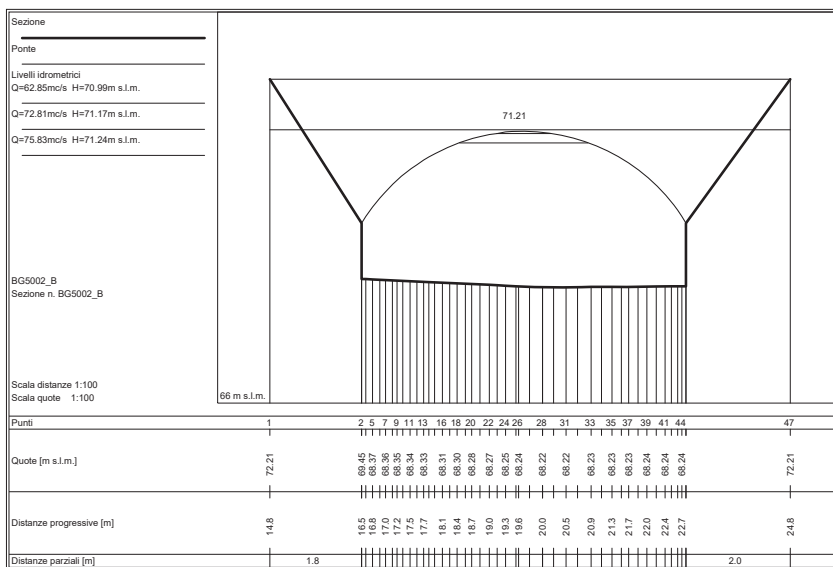 Sezione
Ponte
Livelli idrometrici
Q=62.85mc/s H=70.99m s.l.m.
Q=72.81mc/s H=71.17m s.l.m.
Q=75.83mc/s H=71.24m s.l.m.
71.21
BG5002_B
Sezione n. BG5002_B
Scala distanze 1:100
Scala quote 1:100
66 m s.l.m.
Punti 1 2 5 7 9 11 13 16 18 20 22 24 26 28 31 33 35 37 39 41 44 47
Quote [m s.l.m.] 72.21 69.45 68.37 68.36 68.35 68.34 68.33 68.31 68.30 68.28 68.27 68.25 68.24 68.22 68.22 68.23 68.23 68.23 68.24 68.24 68.24 72.21
Distanze progressive [m] 14.8 16.5 16.8 17.0 17.2 17.5 17.7 18.1 18.4 18.7 19.0 19.3 19.6 20.0 20.5 20.9 21.3 21.7 22.0 22.4 22.7 24.8
Distanze parziali [m] 1.8 2.0